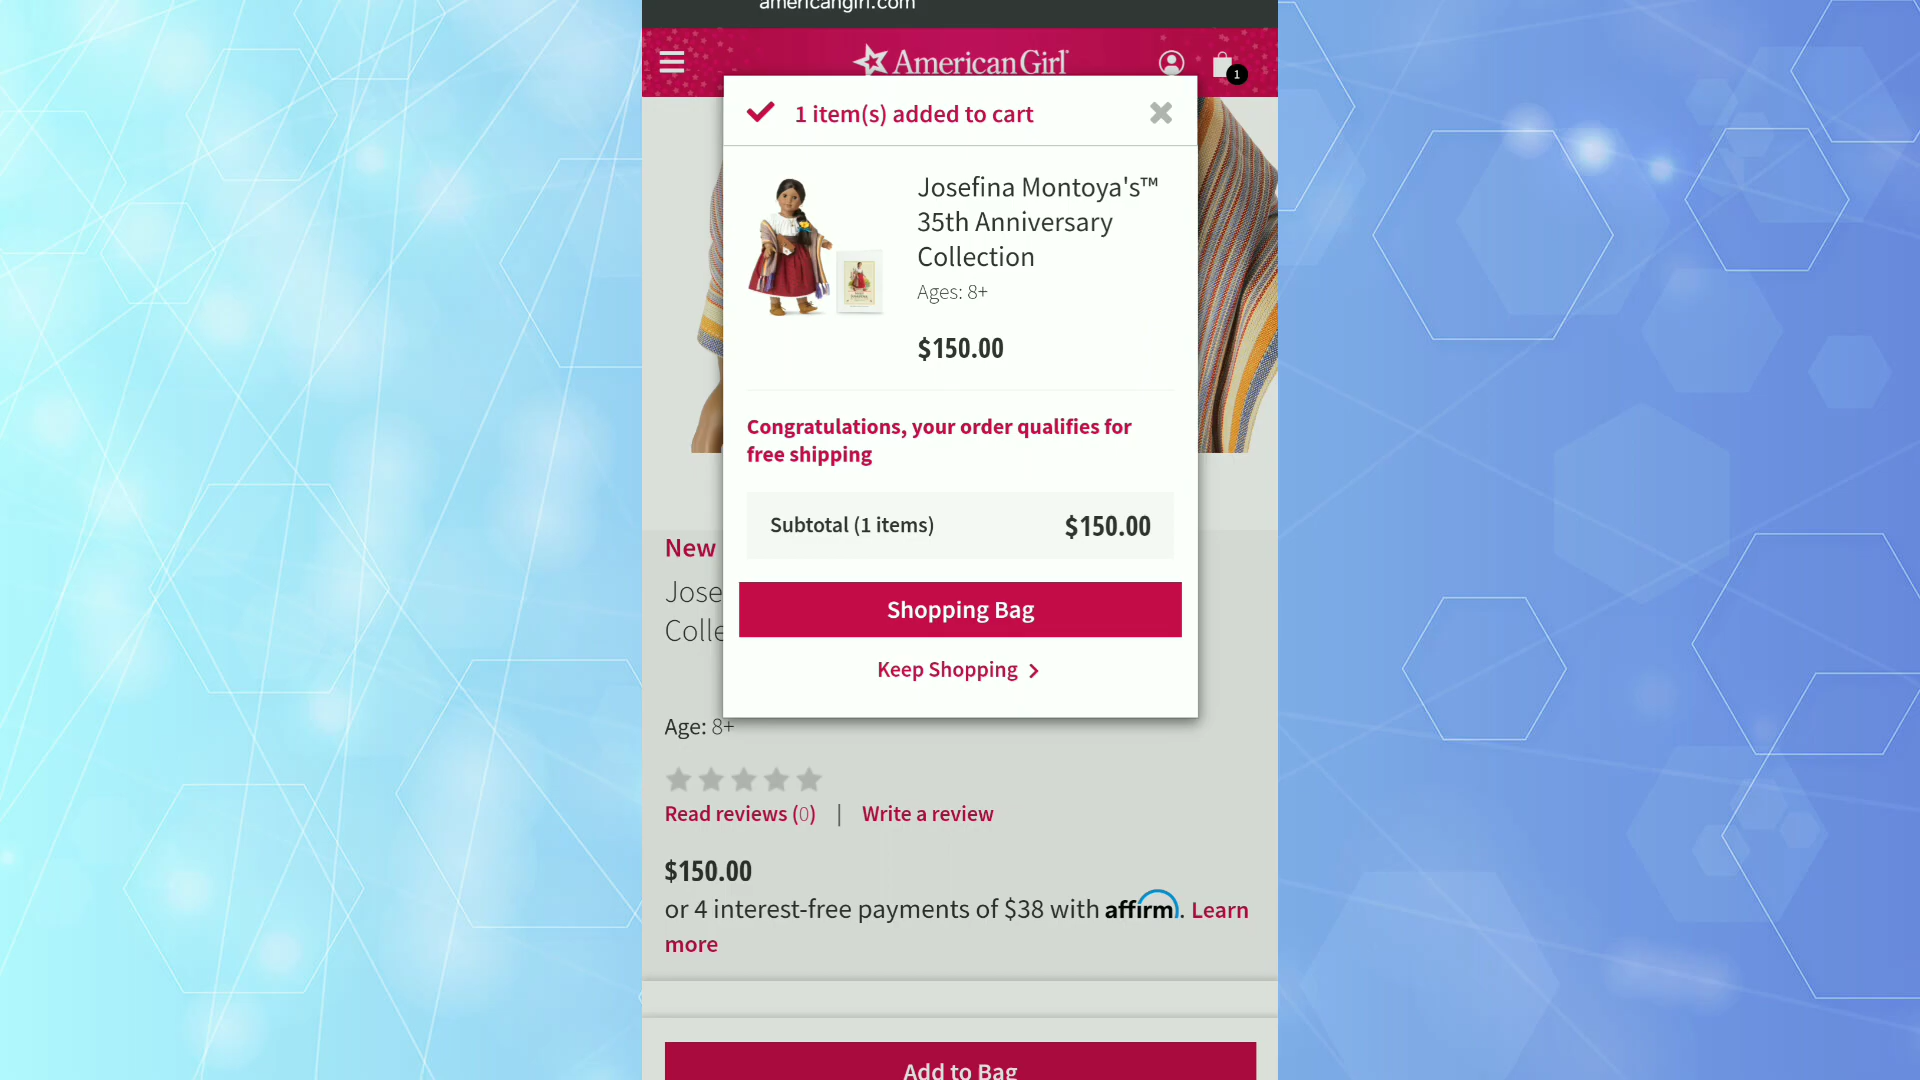 americangirl.com
American Girl
1
1 item(s) added to cart
Josefina Montoya's™
35th Anniversary
Collection
Ages: 8+
$150.00
Congratulations, your order qualifies for
free shipping
Subtotal (1 items) $150.00
Shopping Bag
Keep Shopping
New
Jose
Colle
Age: 8+
Read reviews (0) | Write a review
$150.00
or 4 interest-free payments of $38 with affirm. Learn
more
Add to Bag